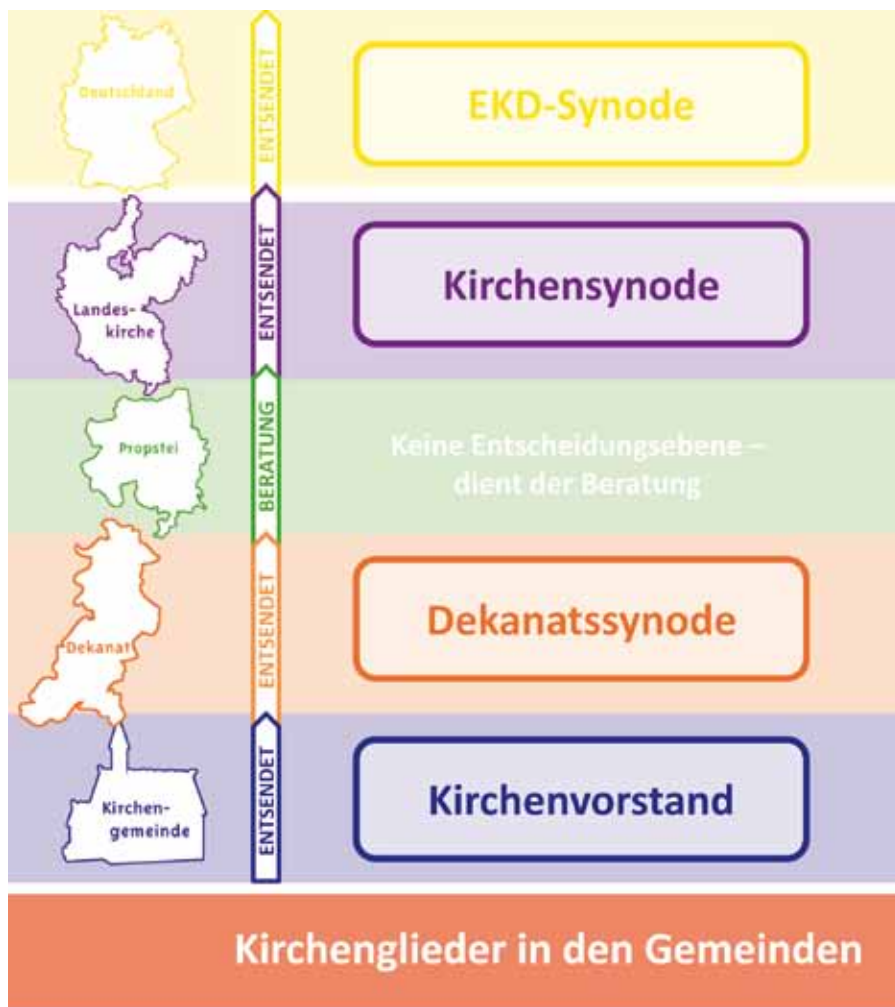 Deutschland
ENTSENDET
EKD-Synode
Landes-
kirche
ENTSENDET
Kirchensynode
Propstei
BERATUNG
Keine Entscheidungsebene –
dient der Beratung
Dekanat
ENTSENDET
Dekanatssynode
Kirchen-
gemeinde
ENTSENDET
Kirchenvorstand
Kirchenglieder in den Gemeinden